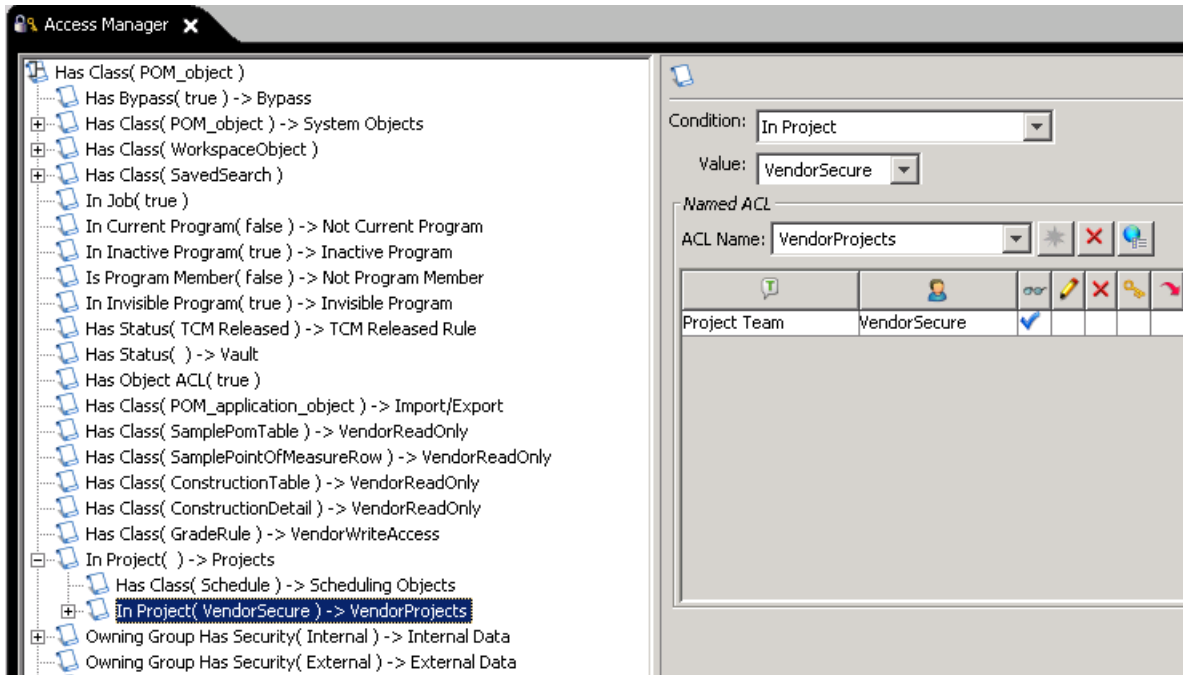 Access Manager
Has Class( POM_object )
Has Bypass( true ) -> Bypass
Has Class( POM_object ) -> System Objects
Has Class( WorkspaceObject )
Has Class( SavedSearch )
In Job( true )
In Current Program( false ) -> Not Current Program
In Inactive Program( true ) -> Inactive Program
Is Program Member( false ) -> Not Program Member
In Invisible Program( true ) -> Invisible Program
Has Status( TCM Released ) -> TCM Released Rule
Has Status( ) -> Vault
Has Object ACL( true )
Has Class( POM_application_object ) -> Import/Export
Has Class( SamplePomTable ) -> VendorReadOnly
Has Class( SamplePointOfMeasureRow ) -> VendorReadOnly
Has Class( ConstructionTable ) -> VendorReadOnly
Has Class( ConstructionDetail ) -> VendorReadOnly
Has Class( GradeRule ) -> VendorWriteAccess
In Project( ) -> Projects
Has Class( Schedule ) -> Scheduling Objects
In Project( VendorSecure ) -> VendorProjects
Owning Group Has Security( Internal ) -> Internal Data
Owning Group Has Security( External ) -> External Data
Condition: In Project
Value: VendorSecure
Named ACL
ACL Name: VendorProjects
Project Team VendorSecure